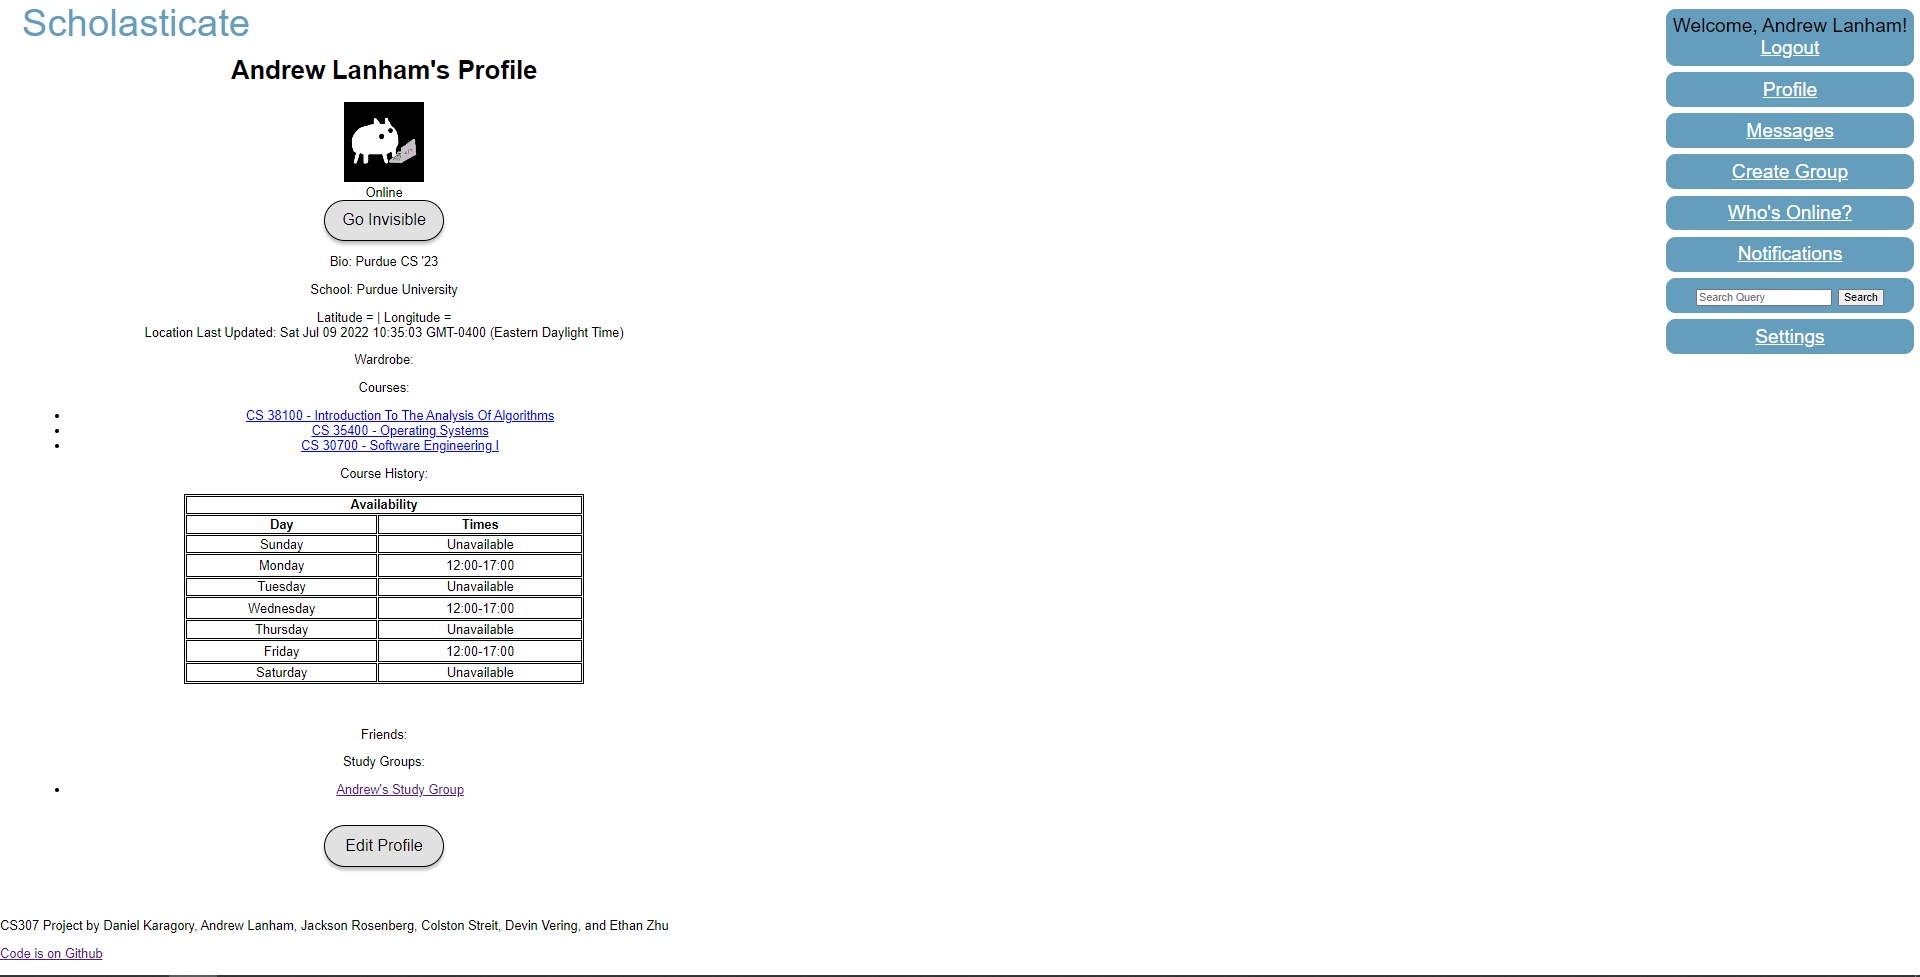 Scholasticate
Welcome, Andrew Lanham!
Logout
Profile
Messages
Create Group
Who's Online?
Notifications
Search Query Search
Settings
Andrew Lanham's Profile
Online
Go Invisible
Bio: Purdue CS '23
School: Purdue University
Latitude = | Longitude =
Location Last Updated: Sat Jul 09 2022 10:35:03 GMT-0400 (Eastern Daylight Time)
Wardrobe:
Courses:
• CS 38100 - Introduction To The Analysis Of Algorithms
• CS 35400 - Operating Systems
• CS 30700 - Software Engineering I
Course History:
Availability
Day Times
Sunday Unavailable
Monday 12:00-17:00
Tuesday Unavailable
Wednesday 12:00-17:00
Thursday Unavailable
Friday 12:00-17:00
Saturday Unavailable
Friends:
Study Groups:
• Andrew's Study Group
Edit Profile
CS307 Project by Daniel Karagory, Andrew Lanham, Jackson Rosenberg, Colston Streit, Devin Vering, and Ethan Zhu
Code is on Github